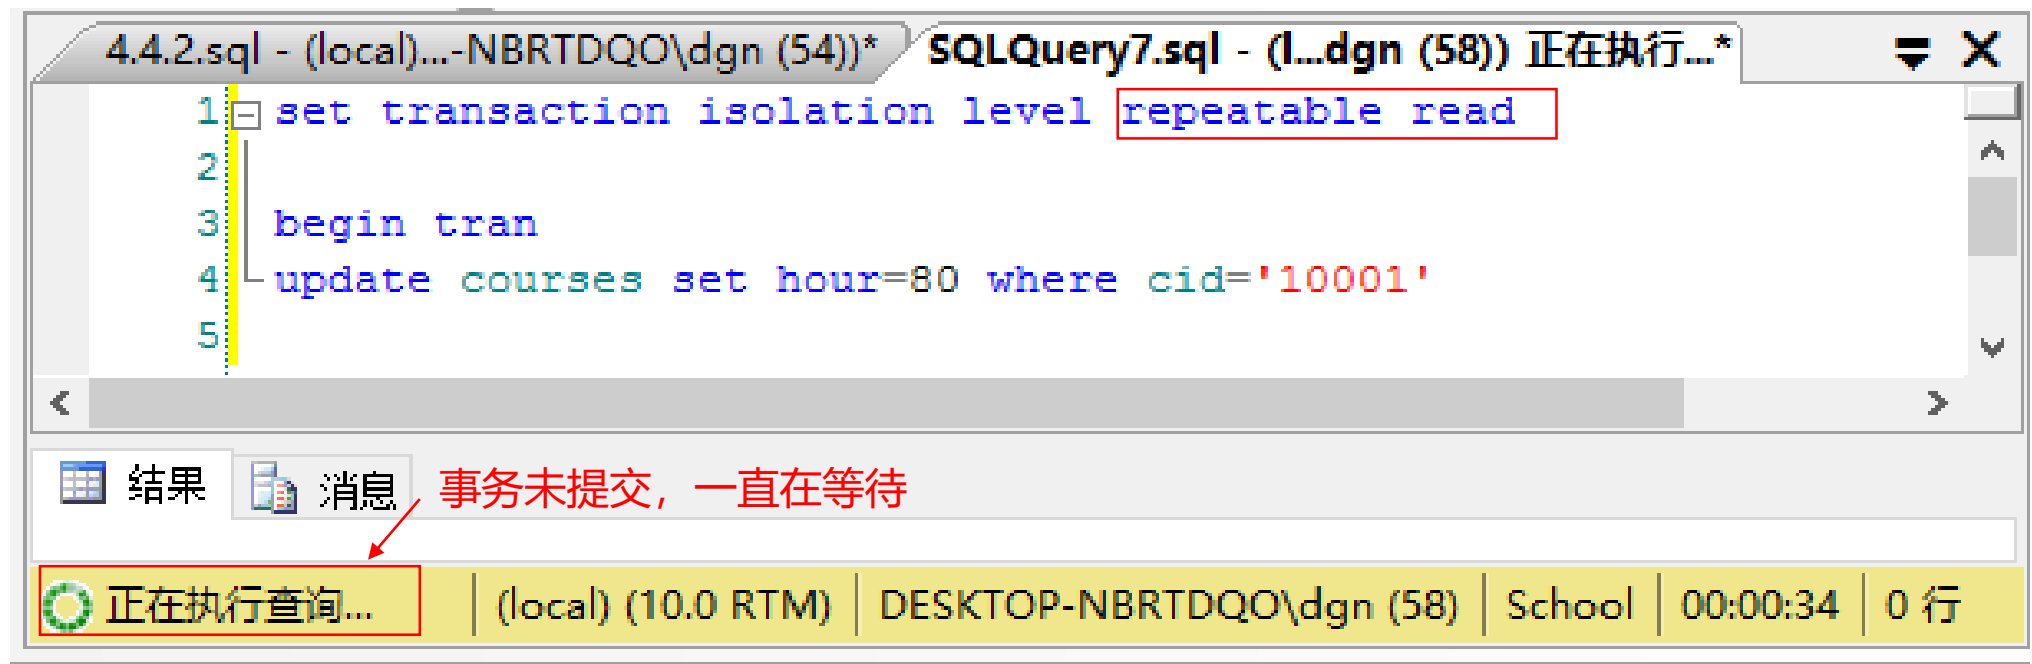 4.4.2.sql - (local)...-NBRTDQO\dgn (54))* SQLQuery7.sql - (l...dgn (58)) 正在执行...*
1 set transaction isolation level repeatable read
2
3 begin tran
4 update courses set hour=80 where cid='10001'
5
结果 消息 事务未提交，一直在等待
正在执行查询... (local) (10.0 RTM) DESKTOP-NBRTDQO\dgn (58) School 00:00:34 0 行